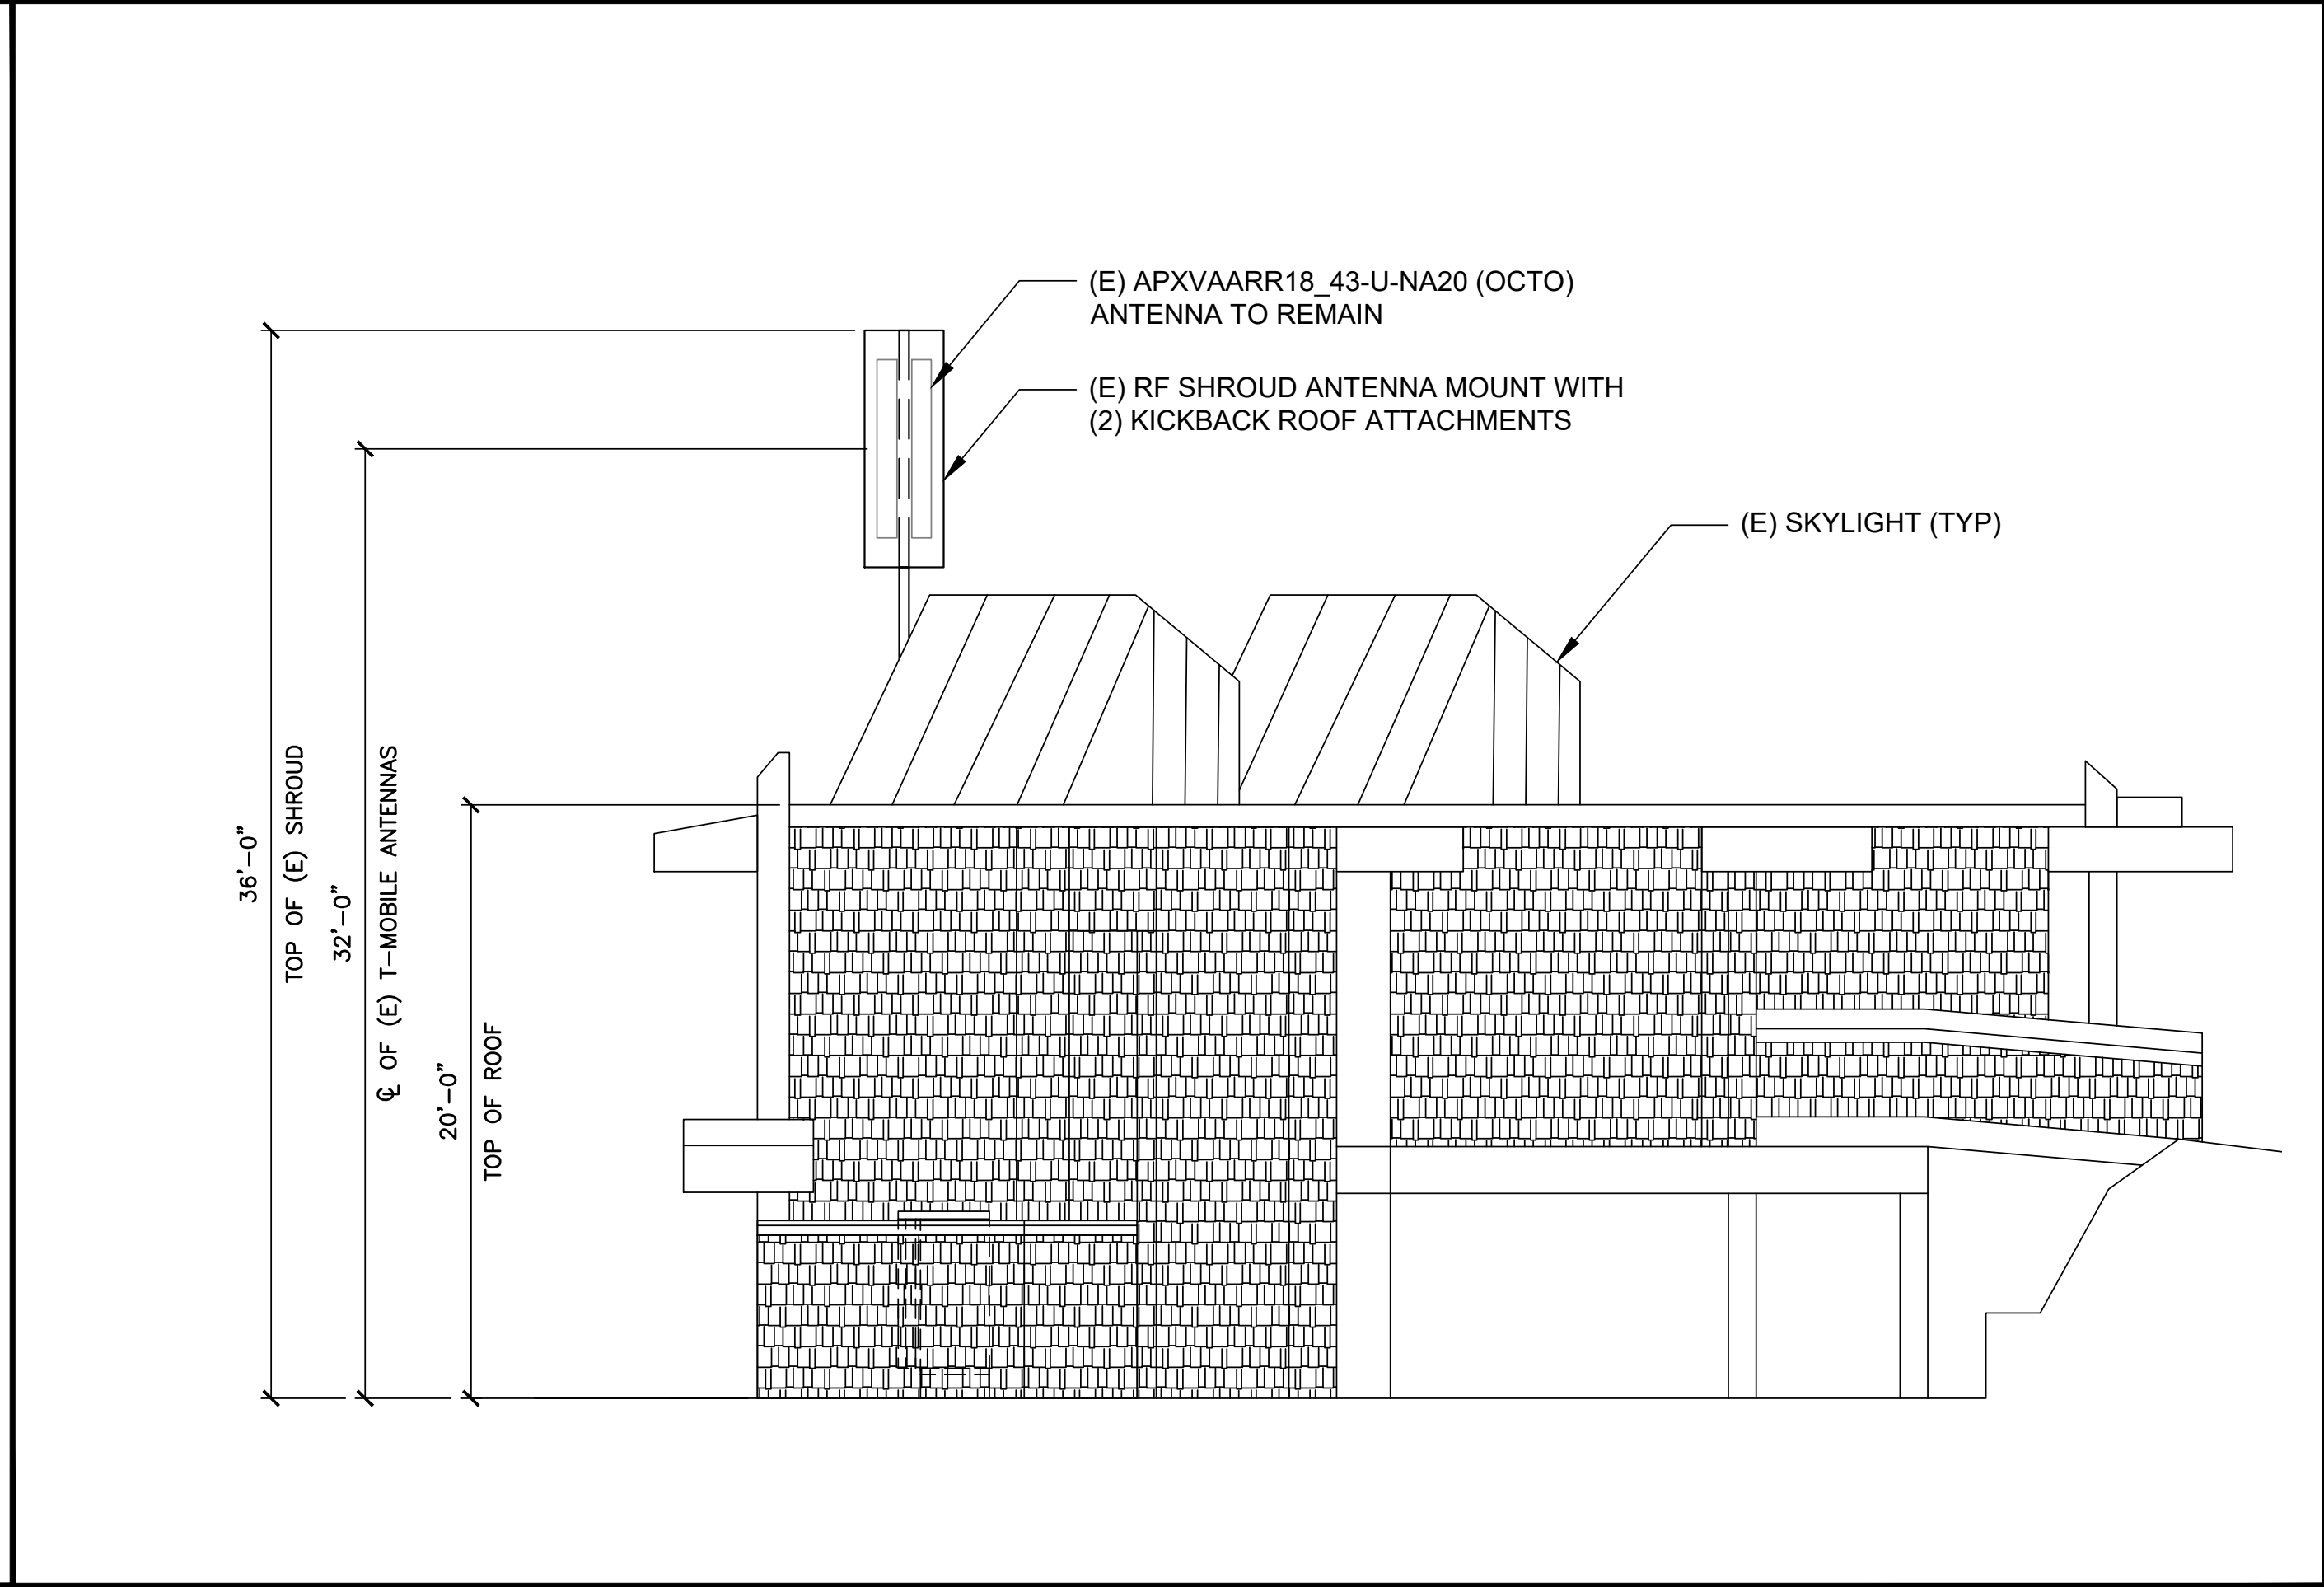 (E) APXVAARR18_43-U-NA20 (OCTO)
ANTENNA TO REMAIN
(E) RF SHROUD ANTENNA MOUNT WITH
(2) KICKBACK ROOF ATTACHMENTS
(E) SKYLIGHT (TYP)
36'-0"
TOP OF (E) SHROUD
32'-0"
℄ OF (E) T-MOBILE ANTENNAS
20'-0"
TOP OF ROOF